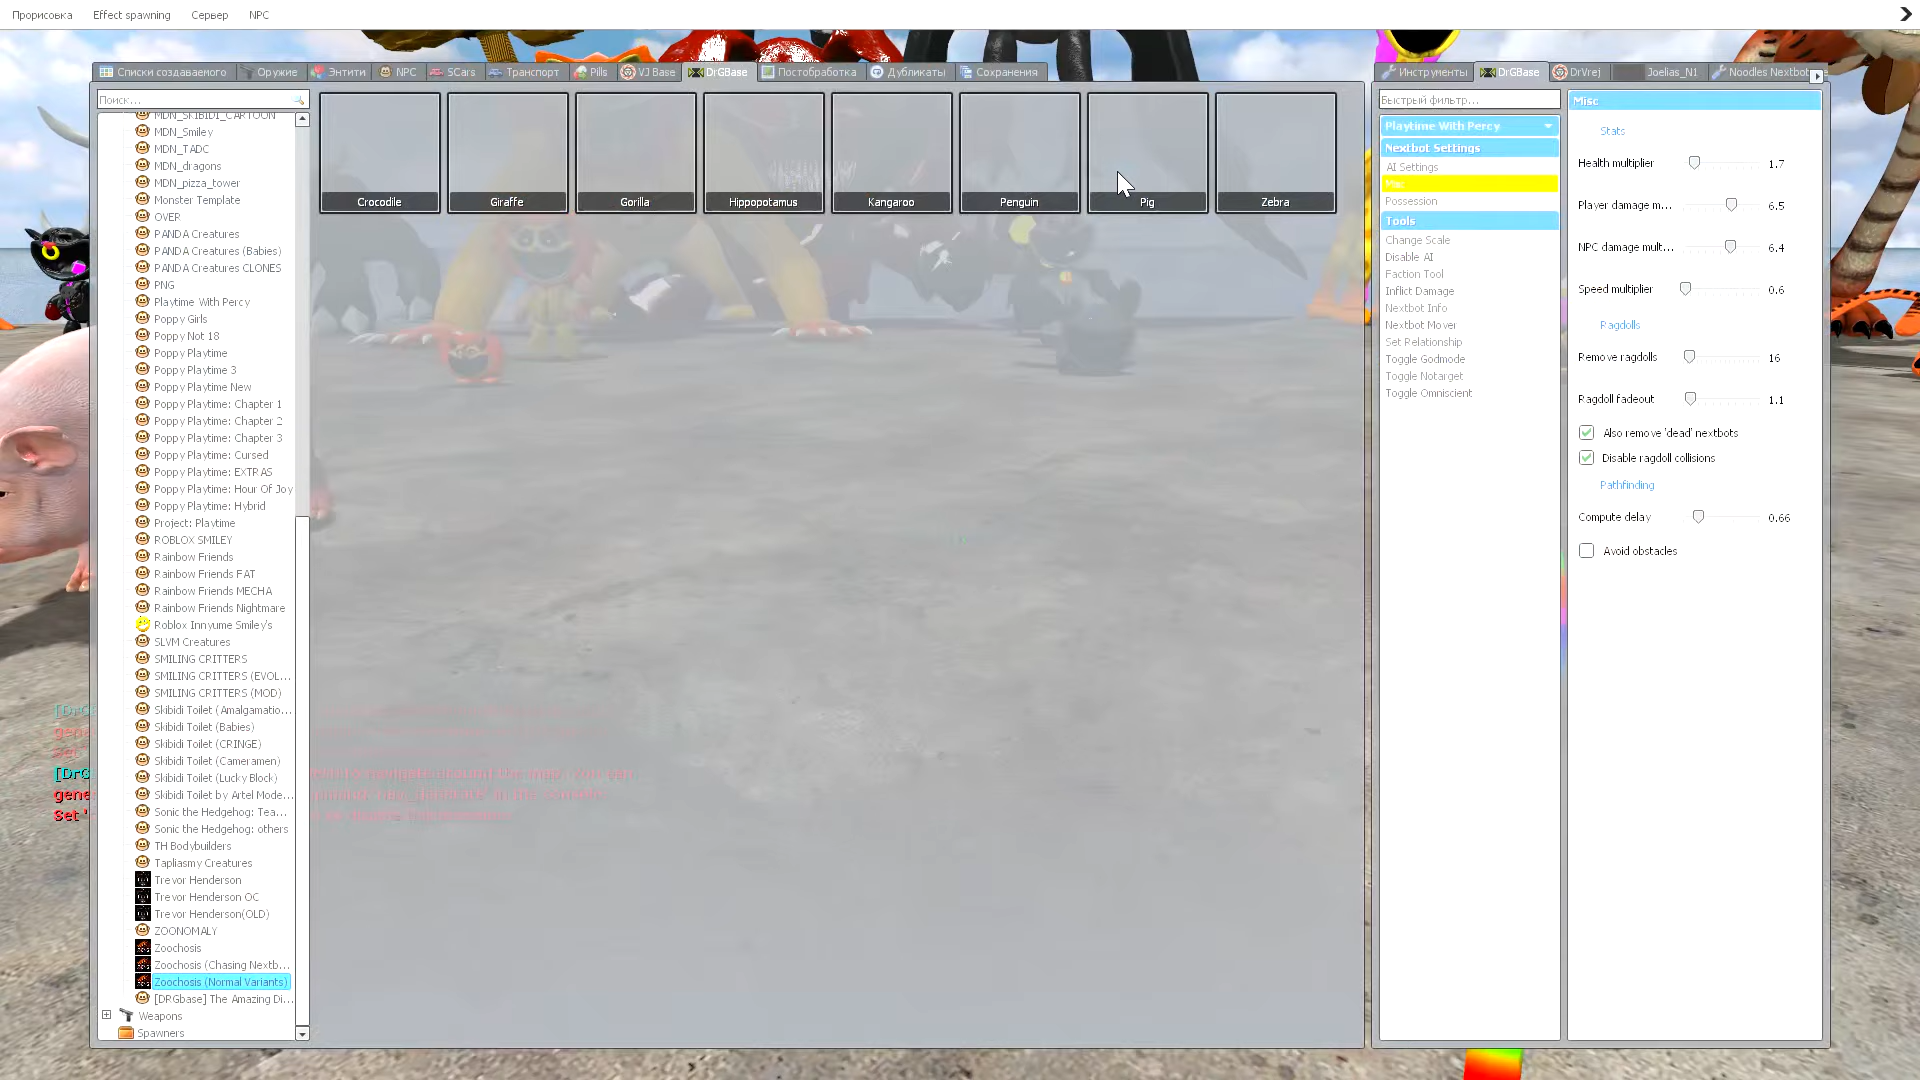 Прорисовка
Effect spawning
Сервер
NPC
Списки создаваемого
Оружие
Энтити
NPC
SCars
Транспорт
Pills
VJ Base
DrGBase
Постобработка
Дубликаты
Сохранения
Инструменты
DrGBase
DrVrej
Joelias_N1
Noodles Nextbot
Поиск...
MDN_SKIBIDI_CARTOON
MDN_Smiley
MDN_TADC
MDN_dragons
MDN_pizza_tower
Monster Template
OVER
PANDA Creatures
PANDA Creatures (Babies)
PANDA Creatures CLONES
PNG
Playtime With Percy
Poppy Girls
Poppy Not 18
Poppy Playtime
Poppy Playtime 3
Poppy Playtime New
Poppy Playtime: Chapter 1
Poppy Playtime: Chapter 2
Poppy Playtime: Chapter 3
Poppy Playtime: Cursed
Poppy Playtime: EXTRAS
Poppy Playtime: Hour Of Joy
Poppy Playtime: Hybrid
Project: Playtime
ROBLOX SMILEY
Rainbow Friends
Rainbow Friends FAT
Rainbow Friends MECHA
Rainbow Friends Nightmare
Roblox Innyume Smiley's
SLVM Creatures
SMILING CRITTERS
SMILING CRITTERS (EVOL...
SMILING CRITTERS (MOD)
Skibidi Toilet (Amalgamatio...
Skibidi Toilet (Babies)
Skibidi Toilet (CRINGE)
Skibidi Toilet (Cameramen)
Skibidi Toilet (Lucky Block)
Skibidi Toilet by Artel Mode...
Sonic the Hedgehog: Tea...
Sonic the Hedgehog: others
TH Bodybuilders
Tapliasmy Creatures
Trevor Henderson
Trevor Henderson OC
Trevor Henderson(OLD)
ZOONOMALY
Zoochosis
Zoochosis (Chasing Nextb...
Zoochosis (Normal Variants)
[DRGbase] The Amazing Di...
Weapons
Spawners
Crocodile
Giraffe
Gorilla
Hippopotamus
Kangaroo
Penguin
Pig
Zebra
[DrG
gene
Set '
Быстрый фильтр...
Playtime With Percy
Nextbot Settings
AI Settings
Misc
Possession
Tools
Change Scale
Disable AI
Faction Tool
Inflict Damage
Nextbot Info
Nextbot Mover
Set Relationship
Toggle Godmode
Toggle Notarget
Toggle Omniscient
Misc
Stats
Health multiplier 1.7
Player damage m... 6.5
NPC damage mult... 6.4
Speed multiplier 0.6
Ragdolls
Remove ragdolls 16
Ragdoll fadeout 1.1
Also remove 'dead' nextbots
Disable ragdoll collisions
Pathfinding
Compute delay 0.66
Avoid obstacles